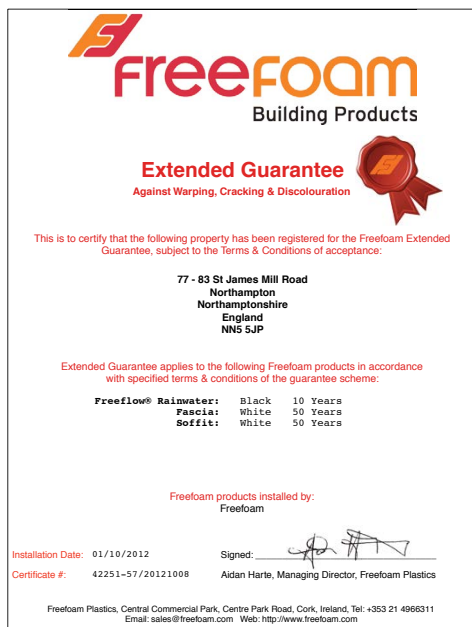 freefoam
Building Products
Extended Guarantee
Against Warping, Cracking & Discolouration
This is to certify that the following property has been registered for the Freefoam Extended
Guarantee, subject to the Terms & Conditions of acceptance:
77 - 83 St James Mill Road
Northampton
Northamptonshire
England
NN5 5JP
Extended Guarantee applies to the following Freefoam products in accordance
with specified terms & conditions of the guarantee scheme:
Freeflow® Rainwater: Black 10 Years
Fascia: White 50 Years
Soffit: White 50 Years
Freefoam products installed by:
Freefoam
Installation Date: 01/10/2012 Signed:
Certificate #: 42251-57/20121008 Aidan Harte, Managing Director, Freefoam Plastics
Freefoam Plastics, Central Commercial Park, Centre Park Road, Cork, Ireland, Tel: +353 21 4966311
Email: sales@freefoam.com Web: http://www.freefoam.com